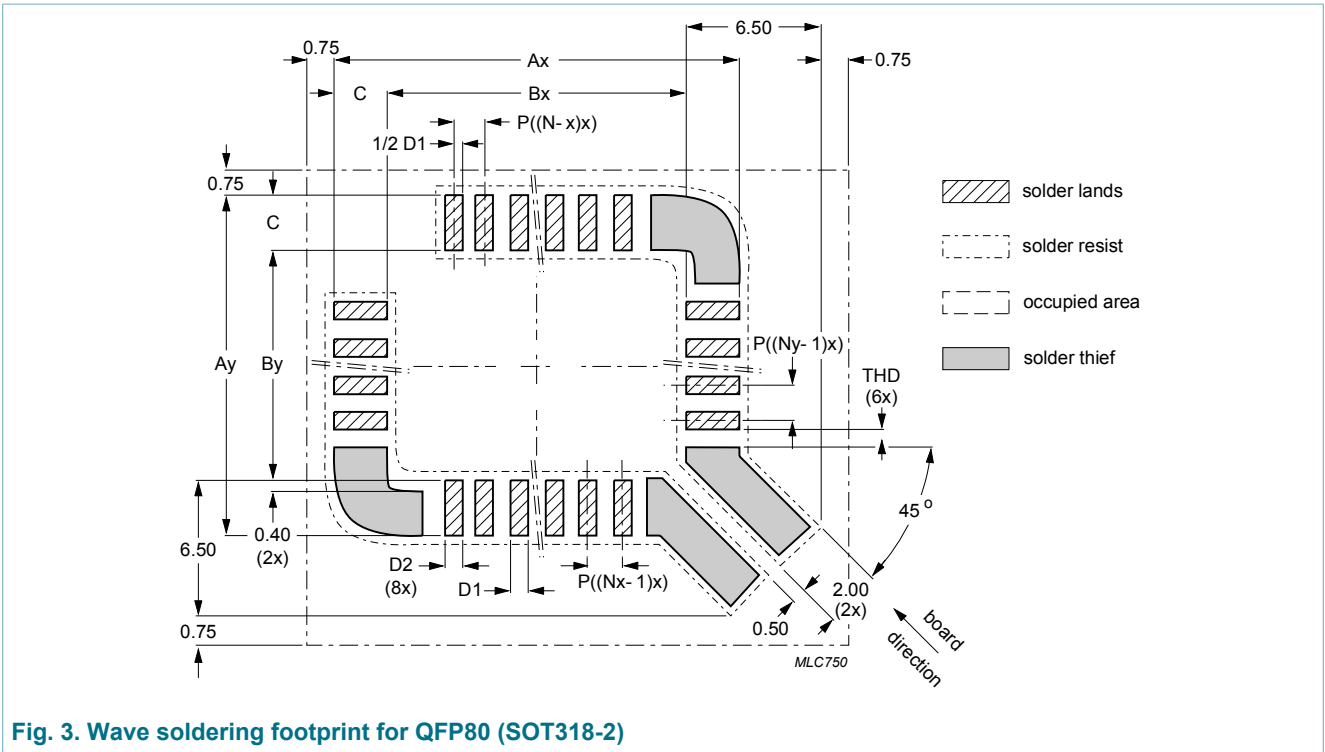 6.50
0.75
Ax
0.75
C
Bx
P((N- x)x)
1/2 D1
0.75
C
solder lands
solder resist
occupied area
solder thief
P((Ny- 1)x)
THD
(6x)
Ay
By
45 o
0.40
(2x)
6.50
D2
(8x)
D1
P((Nx- 1)x)
2.00
(2x)
0.50
0.75
board
direction
MLC750
Fig. 3. Wave soldering footprint for QFP80 (SOT318-2)